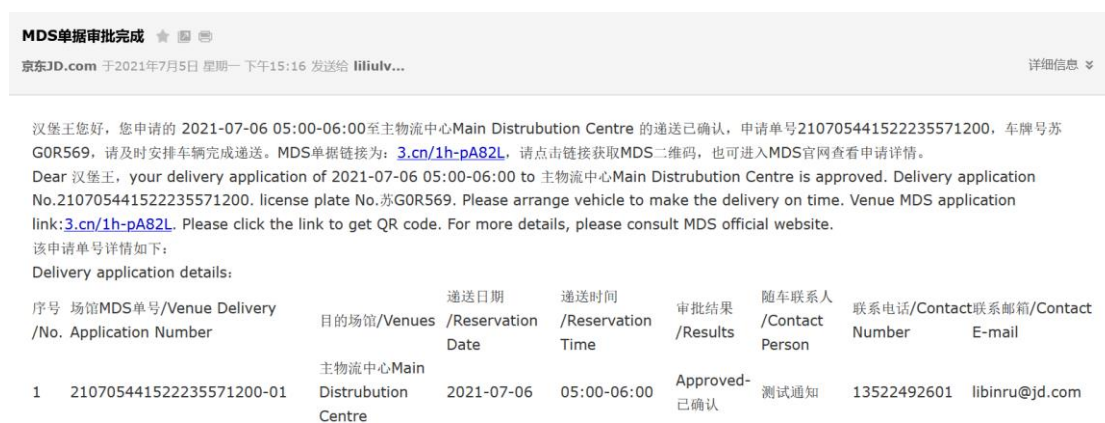 MDS单据审批完成
京东JD.com 于2021年7月5日 星期一 下午15:16 发送给 liliulv... 详细信息
汉堡王您好，您申请的 2021-07-06 05:00-06:00至主物流中心Main Distrubution Centre 的递送已确认，申请单号210705441522235571200，车牌号苏
G0R569，请及时安排车辆完成递送。MDS单据链接为：3.cn/1h-pA82L，请点击链接获取MDS二维码，也可进入MDS官网查看申请详情。
Dear 汉堡王，your delivery application of 2021-07-06 05:00-06:00 to 主物流中心Main Distrubution Centre is approved. Delivery application
No.210705441522235571200. license plate No.苏G0R569. Please arrange vehicle to make the delivery on time. Venue MDS application
link:3.cn/1h-pA82L. Please click the link to get QR code. For more details, please consult MDS official website.
该申请单号详情如下：
Delivery application details：
序号/No. 场馆MDS单号/Venue Delivery Application Number 目的场馆/Venues 递送日期/Reservation Date 递送时间/Reservation Time 审批结果/Results 随车联系人/Contact Person 联系电话/Contact Number 联系邮箱/Contact E-mail
1 210705441522235571200-01 主物流中心Main Distrubution Centre 2021-07-06 05:00-06:00 Approved-已确认 测试通知 13522492601 libinru@jd.com